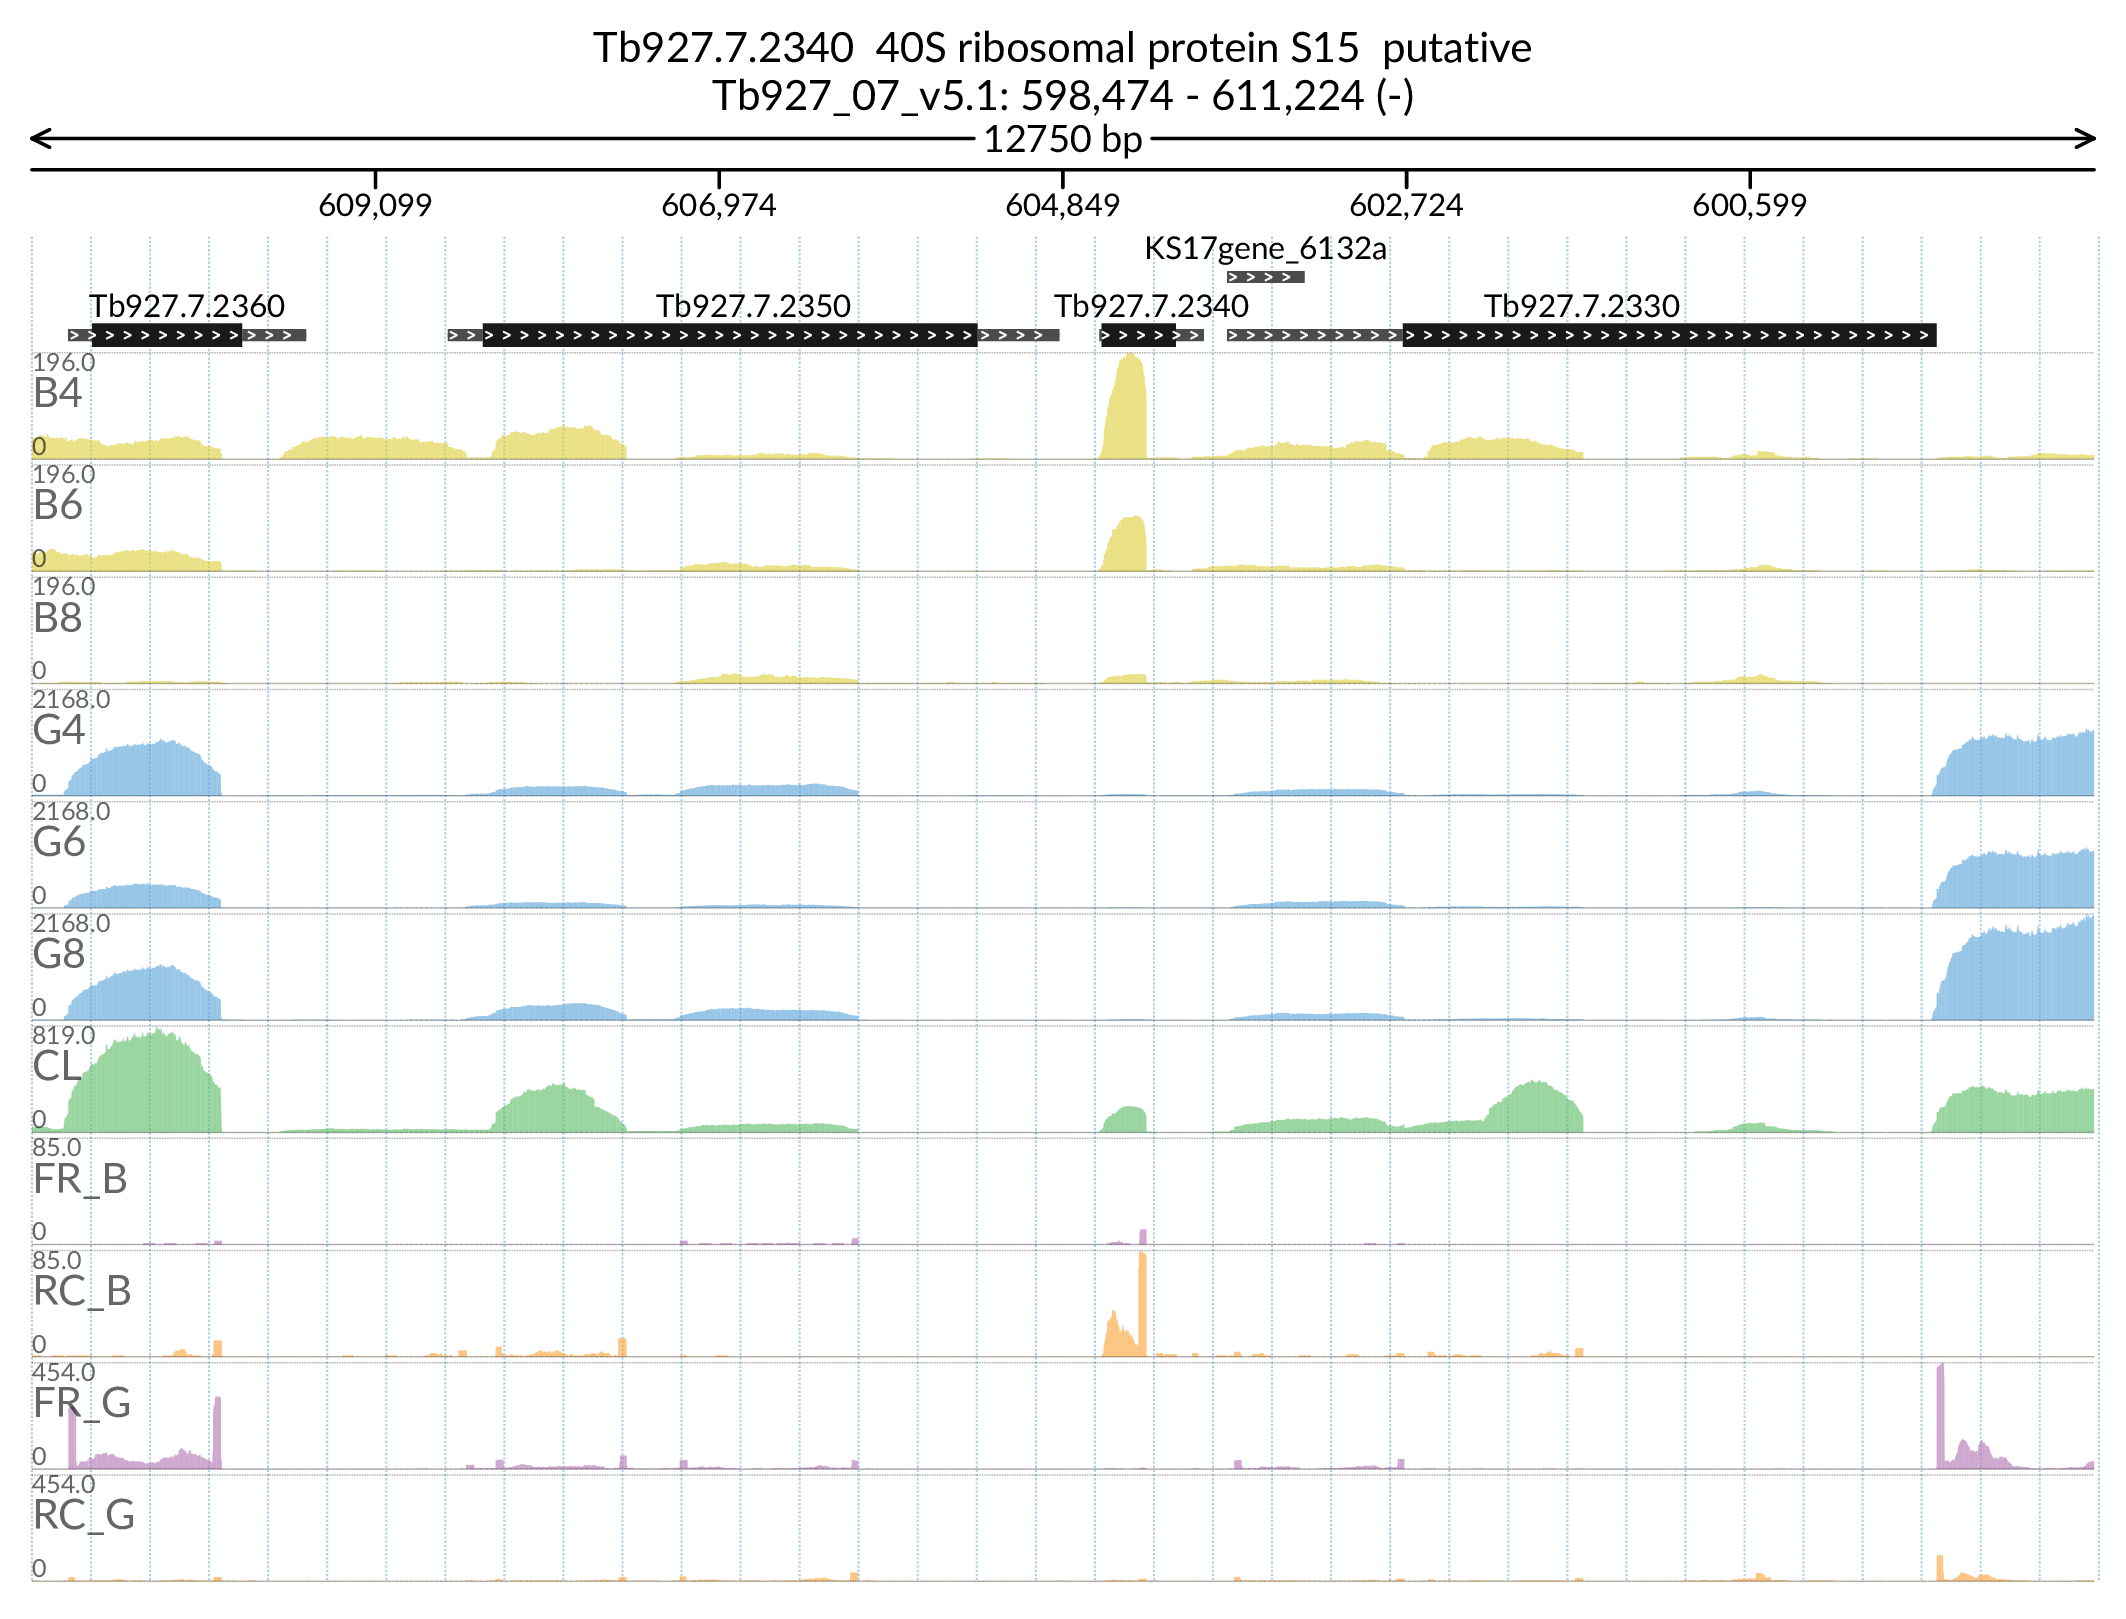 Tb927.7.2340  40S ribosomal protein S15  putative
Tb927_07_v5.1: 598,474 - 611,224 (-)
12750 bp
609,099 606,974 604,849 602,724 600,599
KS17gene_6132a
Tb927.7.2360 Tb927.7.2350 Tb927.7.2340 Tb927.7.2330
196.0
B4
0
196.0
B6
0
196.0
B8
0
2168.0
G4
0
2168.0
G6
0
2168.0
G8
0
819.0
CL
0
85.0
FR_B
0
85.0
RC_B
0
454.0
FR_G
0
454.0
RC_G
0